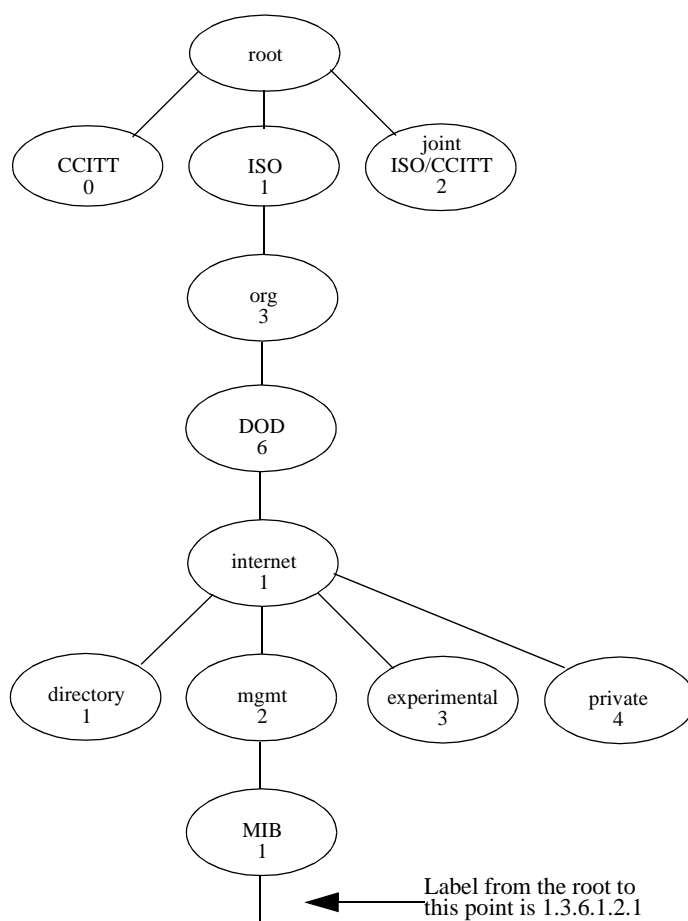 root
CCITT
0
ISO
1
joint
ISO/CCITT
2
org
3
DOD
6
internet
1
directory
1
mgmt
2
experimental
3
private
4
MIB
1
Label from the root to
this point is 1.3.6.1.2.1